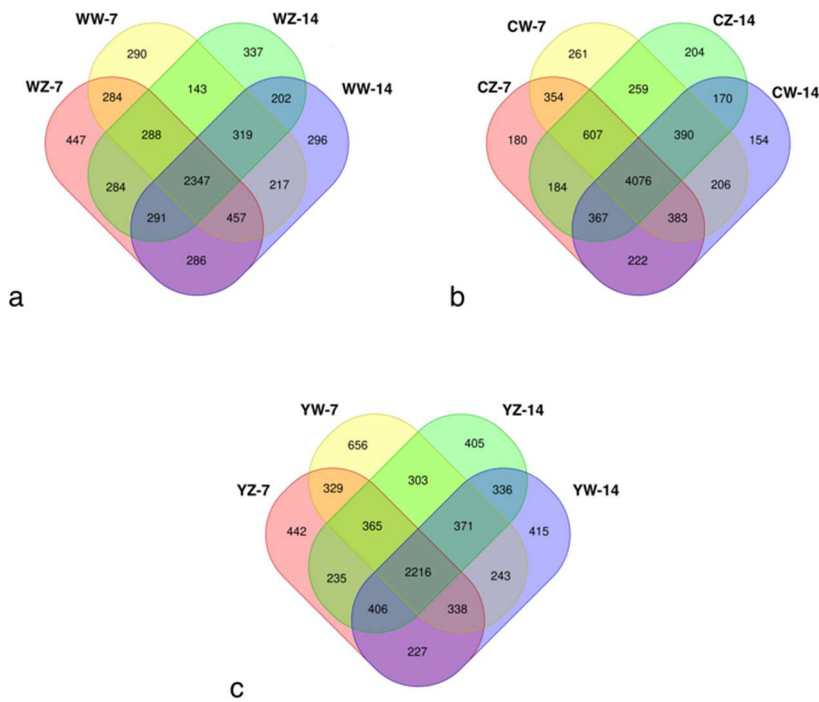 WW-7 WZ-14
WZ-7 WW-14
290 337
284 143 202
447 288 319 296
284 2347 217
291 457
286
a
CW-7 CZ-14
CZ-7 CW-14
261 204
354 259 170
180 607 390 154
184 4076 206
367 383
222
b
YW-7 YZ-14
YZ-7 YW-14
656 405
329 303 336
442 365 371 415
235 2216 243
406 338
227
c